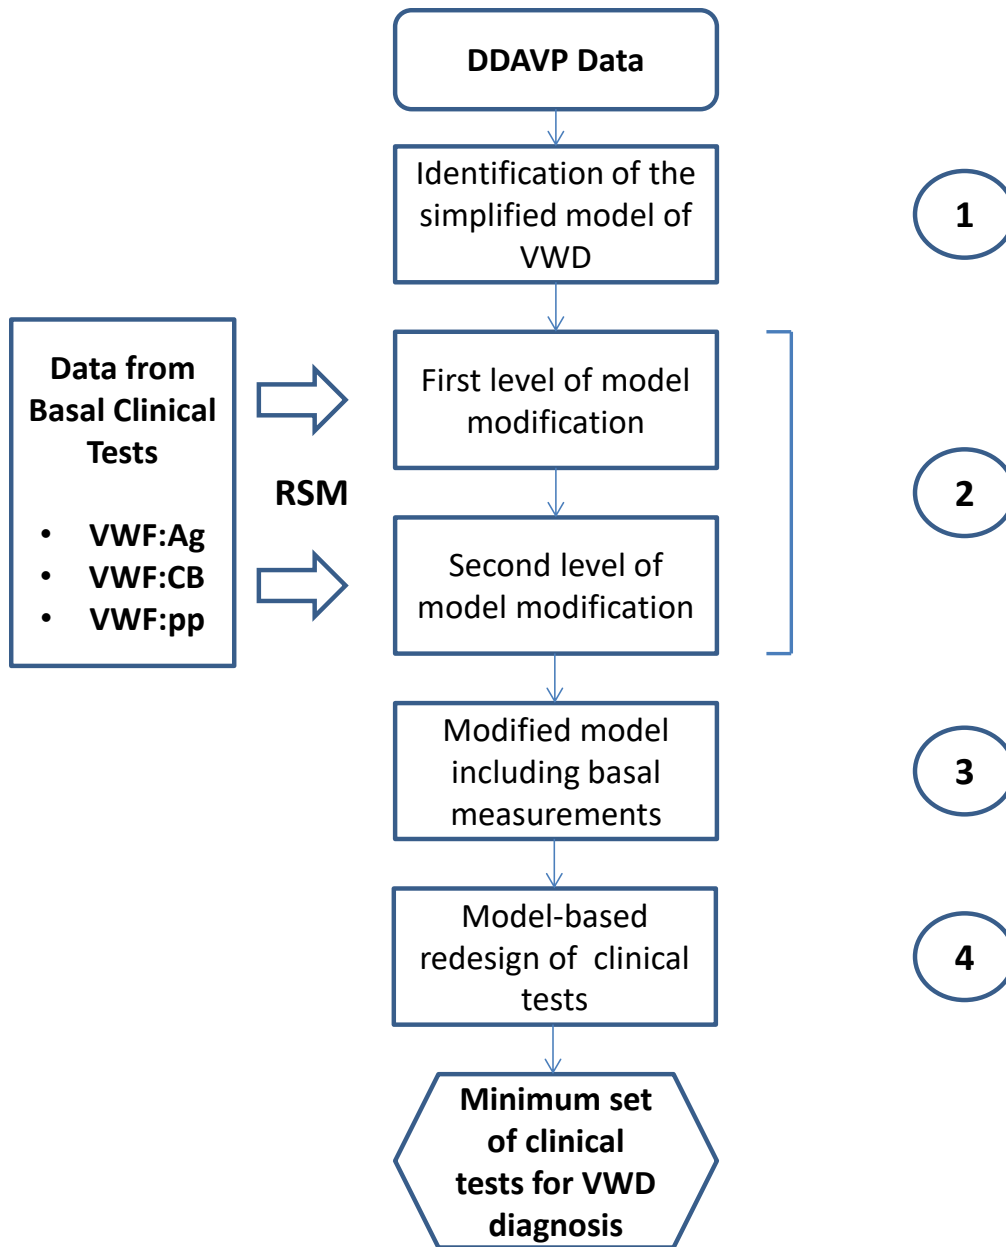 DDAVP Data
Identification of the
simplified model of
VWD
1
Data from
Basal Clinical
Tests
• VWF:Ag
• VWF:CB
• VWF:pp
RSM
First level of model
modification
Second level of
model modification
2
Modified model
including basal
measurements
3
Model-based
redesign of  clinical
tests
4
Minimum set
of clinical
tests for VWD
diagnosis